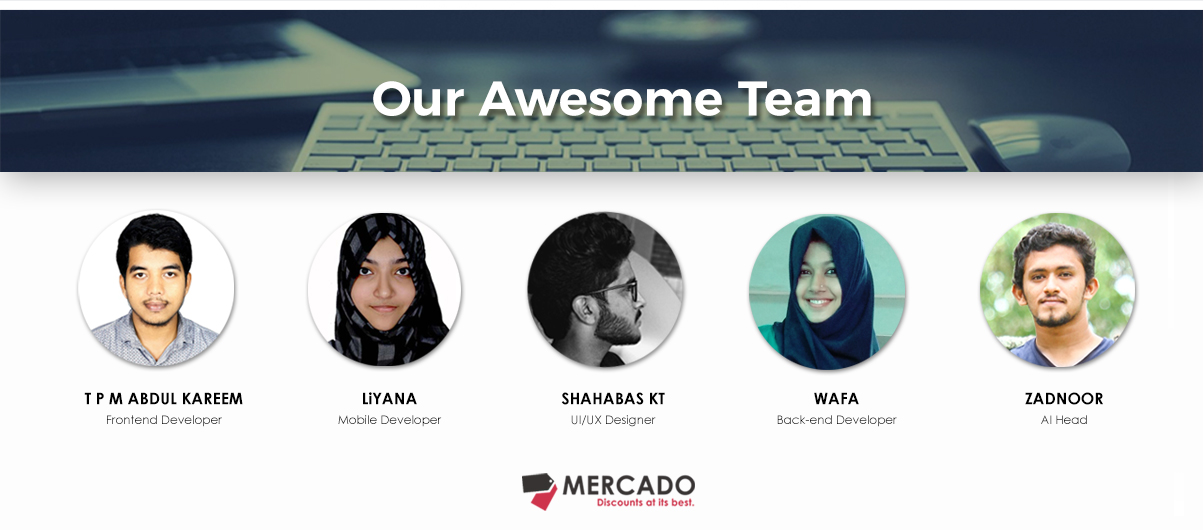 Our Awesome Team
T P M ABDUL KAREEM
Frontend Developer
LiYANA
Mobile Developer
SHAHABAS KT
UI/UX Designer
WAFA
Back-end Developer
ZADNOOR
AI Head
MERCADO
Discounts at its best.